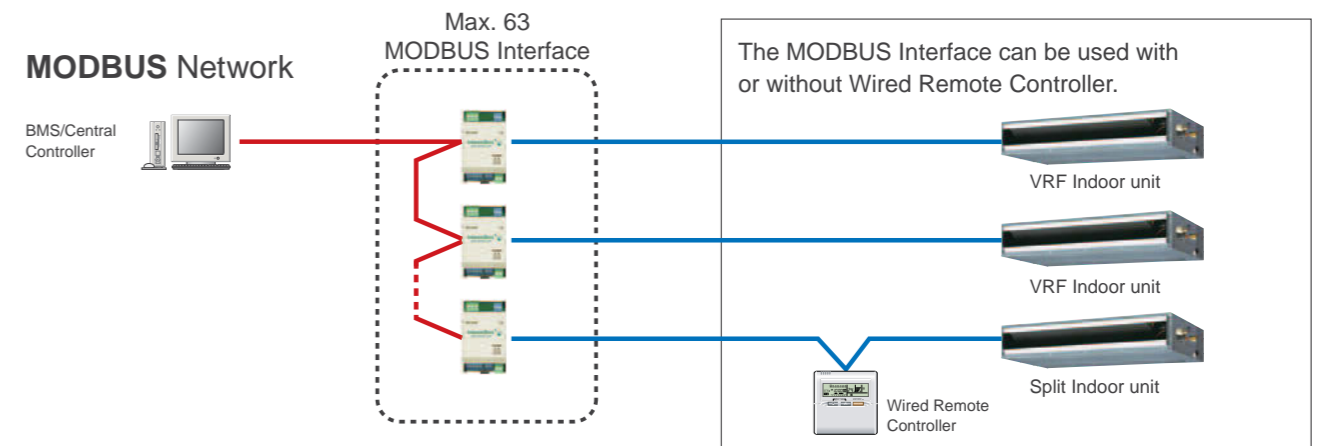 Max. 63
MODBUS Interface
MODBUS Network
The MODBUS Interface can be used with
or without Wired Remote Controller.
BMS/Central
Controller
VRF Indoor unit
VRF Indoor unit
Split Indoor unit
Wired Remote
Controller